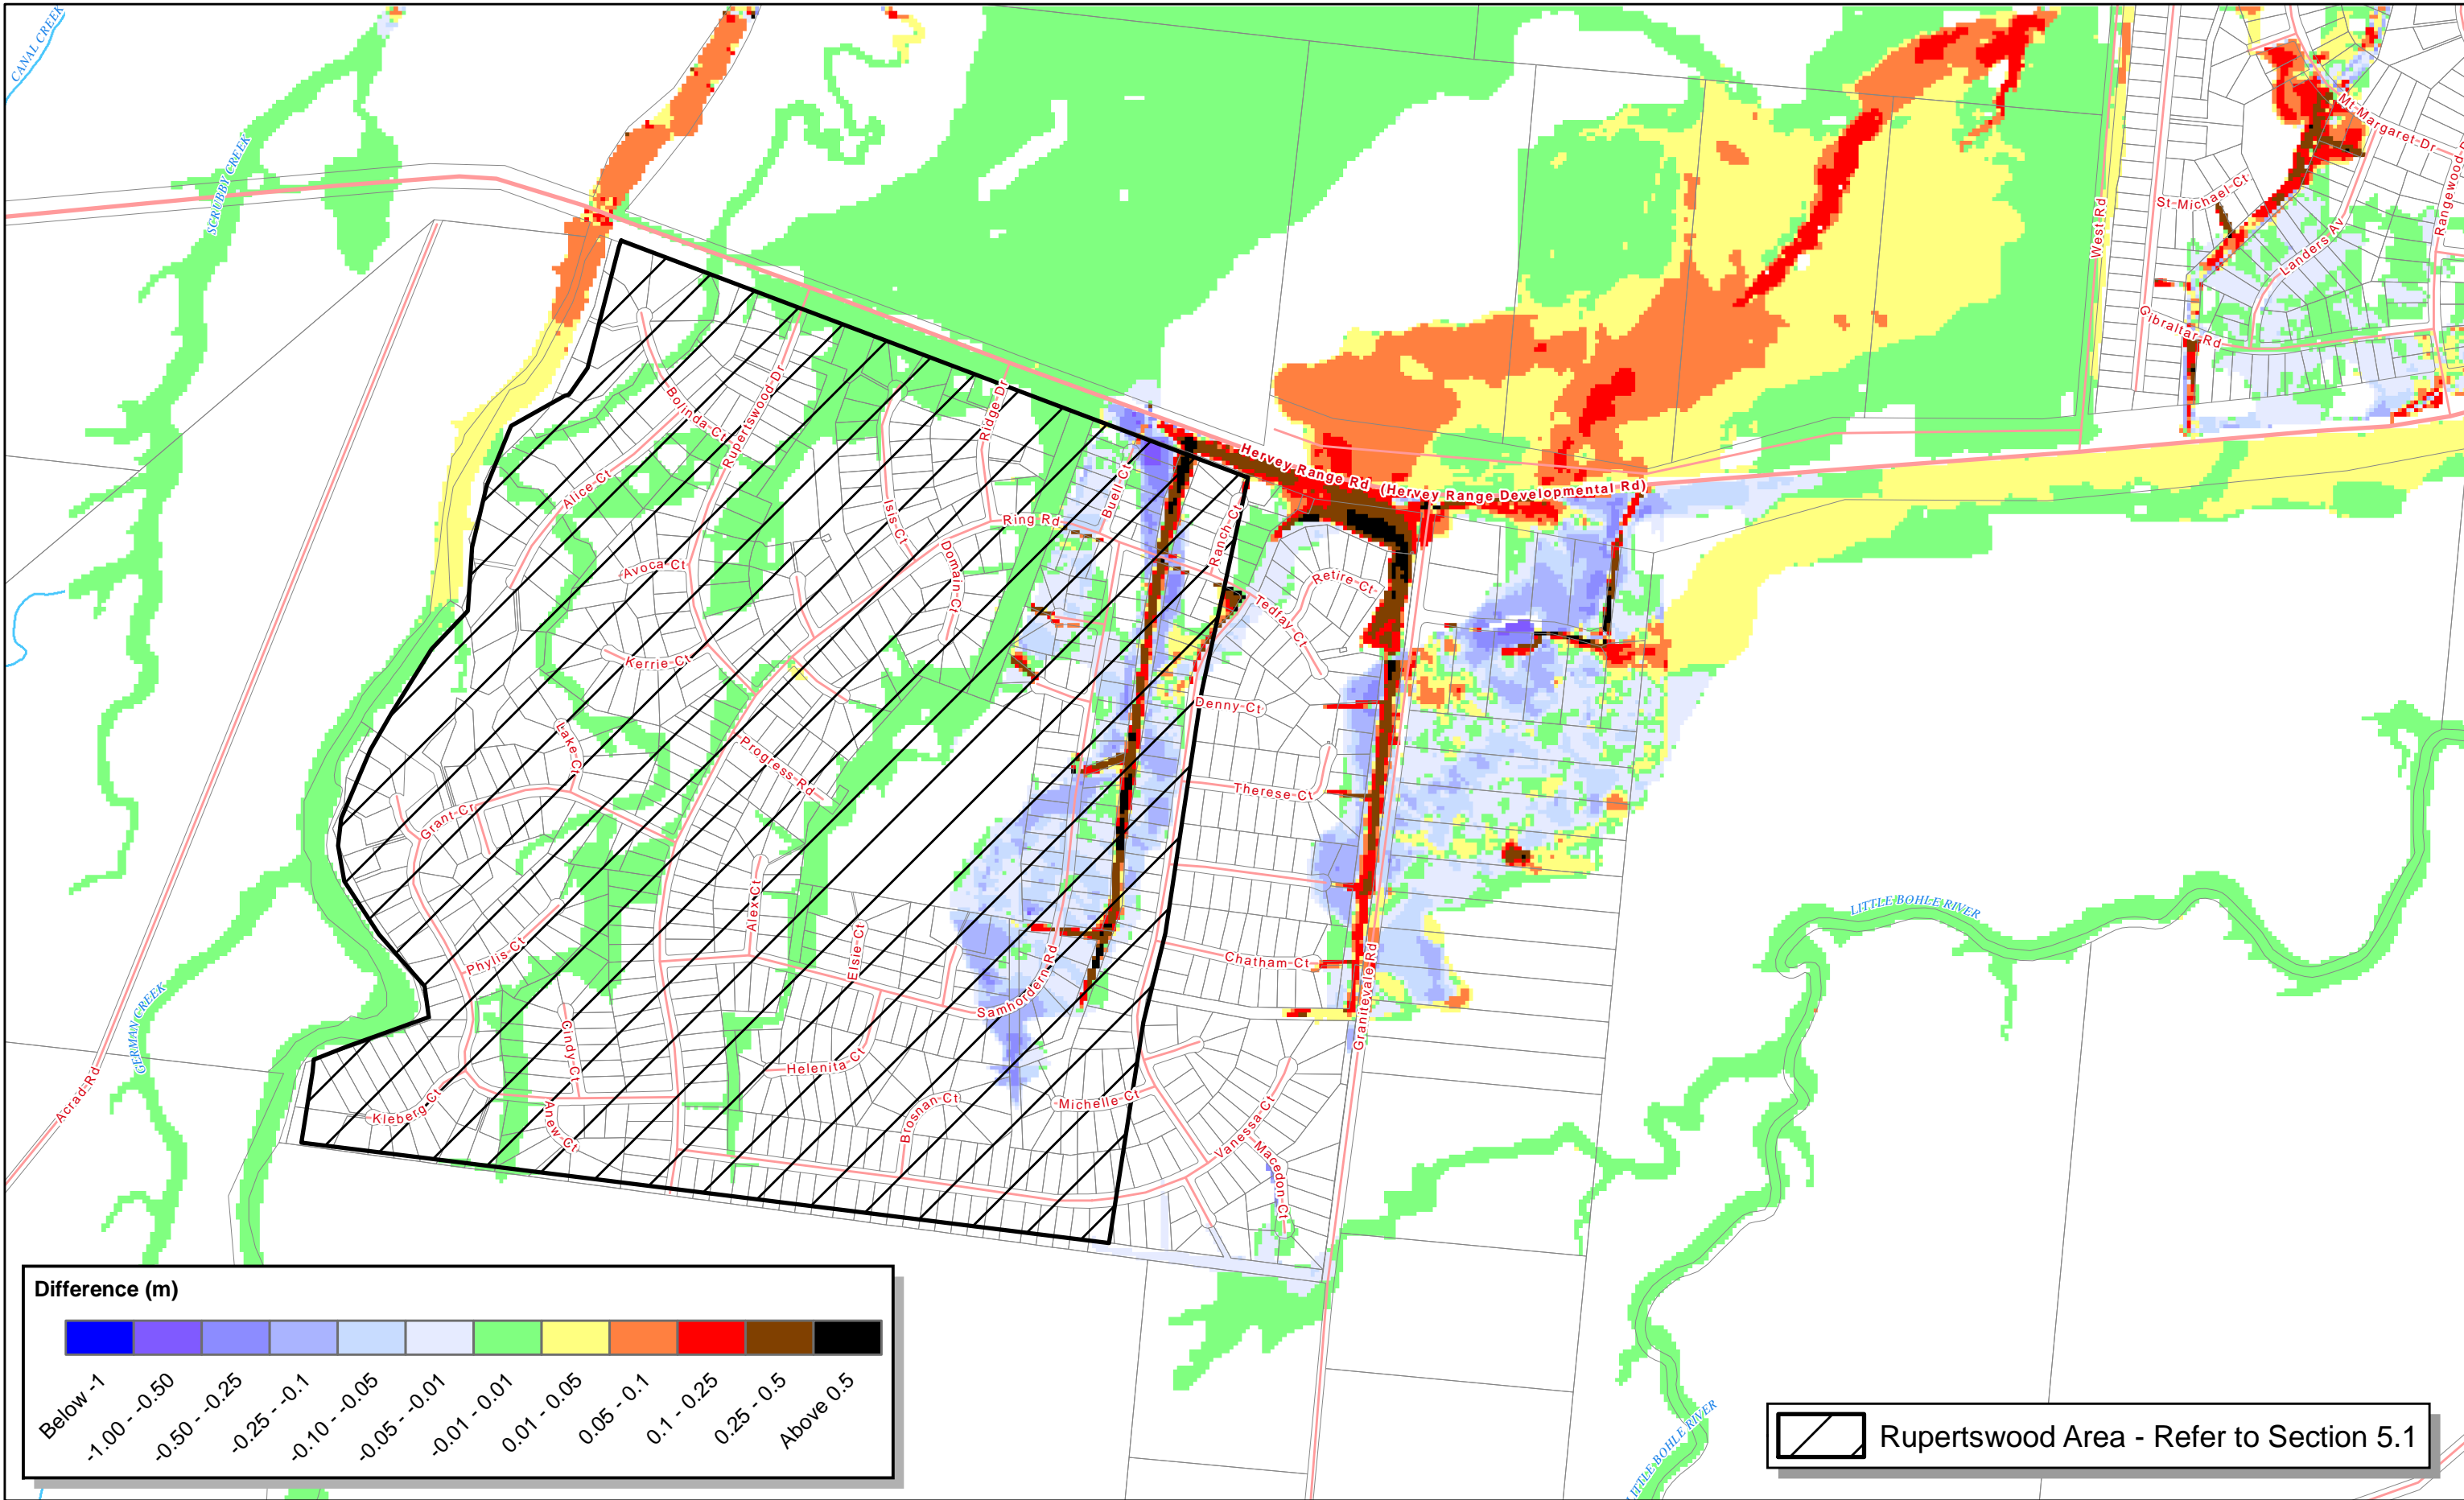 CANAL CREEK
SCRUBBY CREEK
Mt Margaret Dr
St Michael Ct
West Rd
Landers Av
Gibraltar Rd
Bolinda Ct
Rupertswood Dr
Ridge Dr
Hervey Range Rd (Hervey Range Developmental Rd)
Alice Ct
Isis Ct
Buell Ct
Ring Rd
Ranch Ct
Domain Ct
Avoca Ct
Retire Ct
Tedfay Ct
Kerrie Ct
Denny Ct
Lake Ct
Progress Rd
Therese Ct
Grant Cr
Alex Ct
LITTLE BOHLE RIVER
Elsie Ct
Phylis Ct
Chatham Ct
Samhordern Rd
Granitevale Rd
GERMAN CREEK
Cindy Ct
Helenita Ct
Acrad Rd
Kleberg Ct
Anew Ct
Brosnan Ct
Michelle Ct
Vanessa Ct
Macedon Ct
Difference (m)
Below -1
-1.00 - -0.50
-0.50 - -0.25
-0.25 - -0.1
-0.10 - -0.05
-0.05 - -0.01
-0.01 - 0.01
0.01 - 0.05
0.05 - 0.1
0.11 - 0.25
0.25 - 0.5
Above 0.5
LITTLE BOHLE RIVER
Rupertswood Area - Refer to Section 5.1